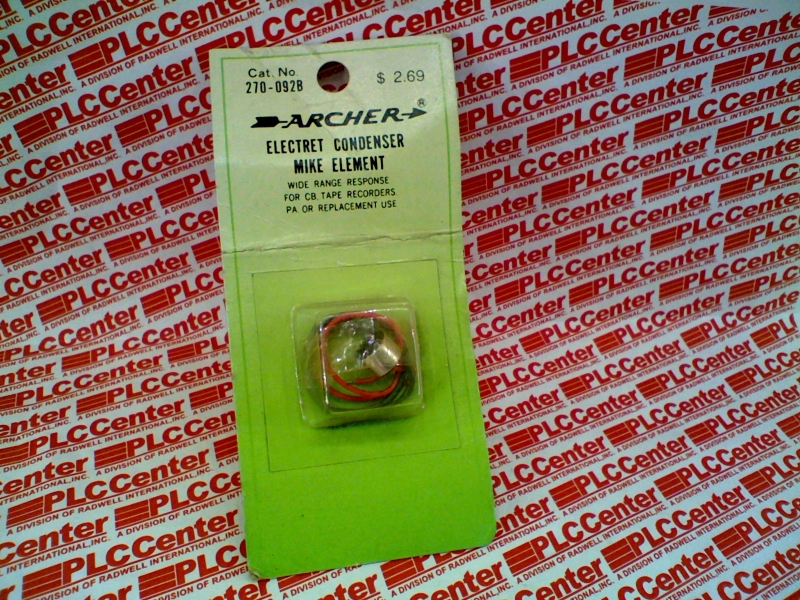 Cat. No.
270-092B
$ 2.69
ARCHER®
ELECTRET CONDENSER
MIKE ELEMENT
WIDE RANGE RESPONSE
FOR CB, TAPE RECORDERS
PA OR REPLACEMENT USE
PLCCenter
A DIVISION OF RADWELL INTERNATIONAL, INC.